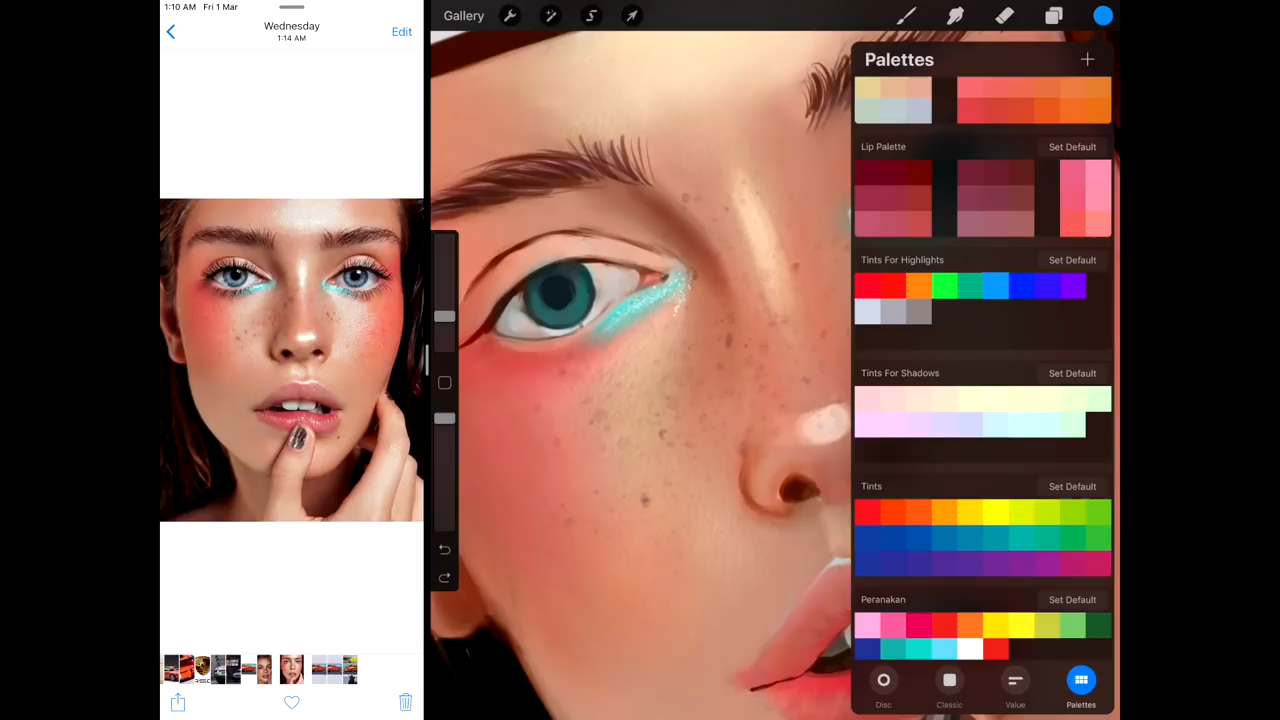 1:10 AM Fri 1 Mar
Wednesday
1:14 AM
Edit
Gallery
Palettes
Lip Palette Set Default
Tints For Highlights Set Default
Tints For Shadows Set Default
Tints Set Default
Peranakan Set Default
Disc Classic Value Palettes